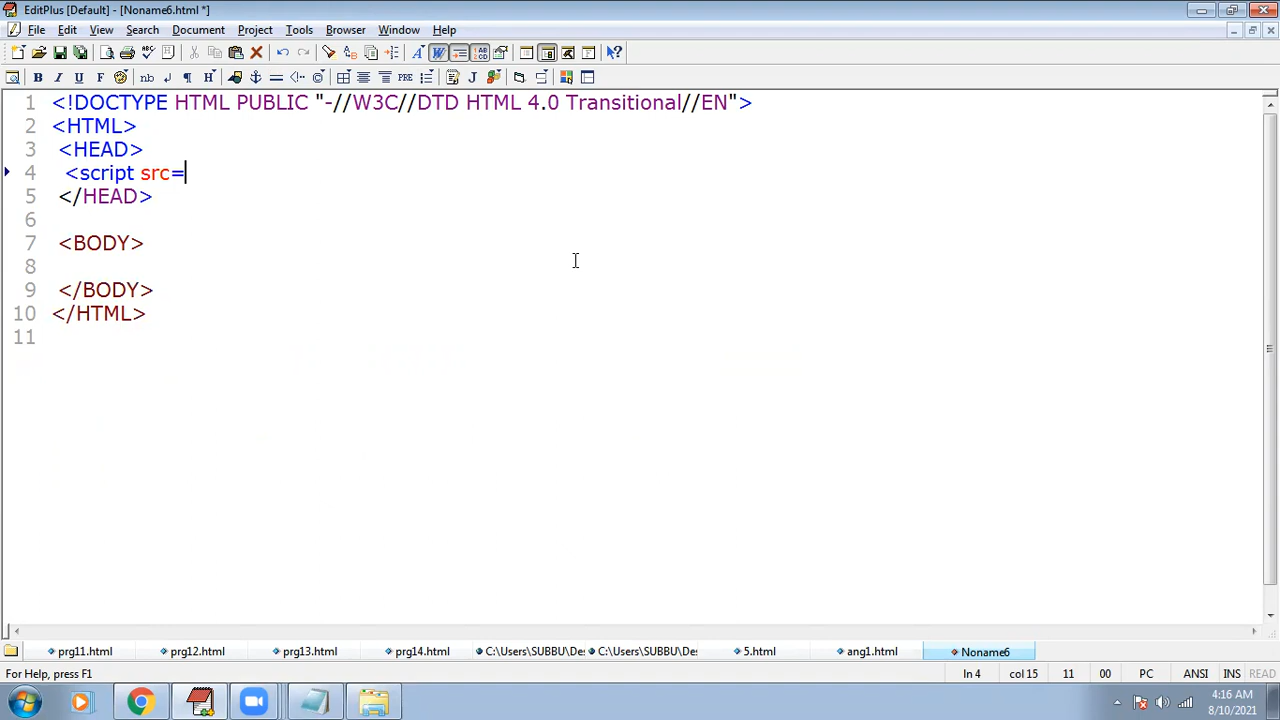 EditPlus [Default] - [Noname6.html *]
File Edit View Search Document Project Tools Browser Window Help
1 <!DOCTYPE HTML PUBLIC "-//W3C//DTD HTML 4.0 Transitional//EN">
2 <HTML>
3 <HEAD>
4 <script src=
5 </HEAD>
6
7 <BODY>
8
9 </BODY>
10 </HTML>
11
prg11.html prg12.html prg13.html prg14.html C:\Users\SUBBU\Des C:\Users\SUBBU\Des 5.html ang1.html Noname6
For Help, press F1 ln 4 col 15 11 00 PC ANSI INS READ
4:16 AM
8/10/2021